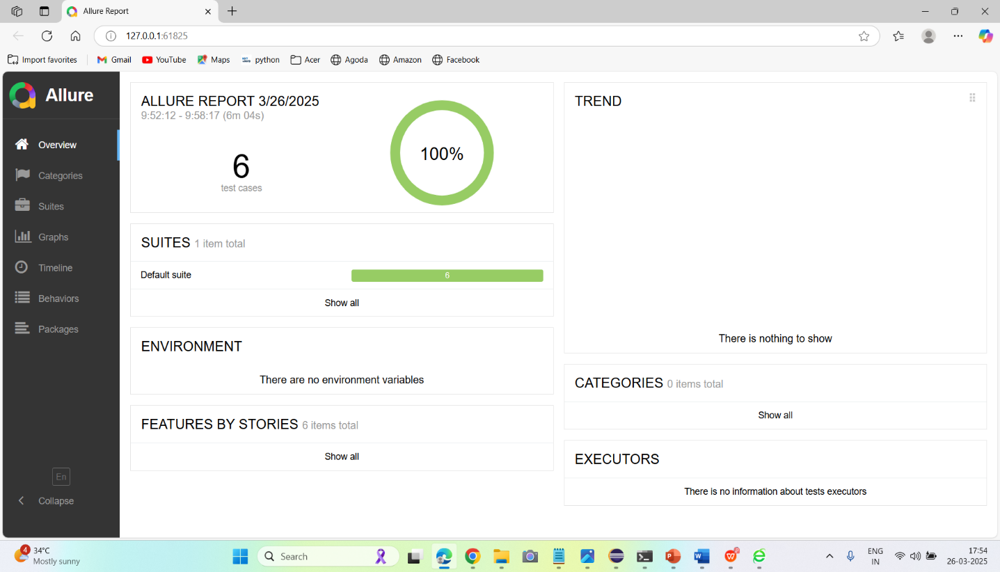 Allure Report
127.0.0.1:61825
Import favorites
Gmail
YouTube
Maps
python
Acer
Agoda
Amazon
Facebook
Allure
Overview
Categories
Suites
Graphs
Timeline
Behaviors
Packages
En
Collapse
ALLURE REPORT 3/26/2025
9:52:12 - 9:58:17 (6m 04s)
6
test cases
100%
SUITES 1 item total
Default suite
6
Show all
ENVIRONMENT
There are no environment variables
FEATURES BY STORIES 6 items total
Show all
TREND
There is nothing to show
CATEGORIES 0 items total
Show all
EXECUTORS
There is no information about tests executors
4
34°C
Mostly sunny
Search
ENG
IN
17:54
26-03-2025